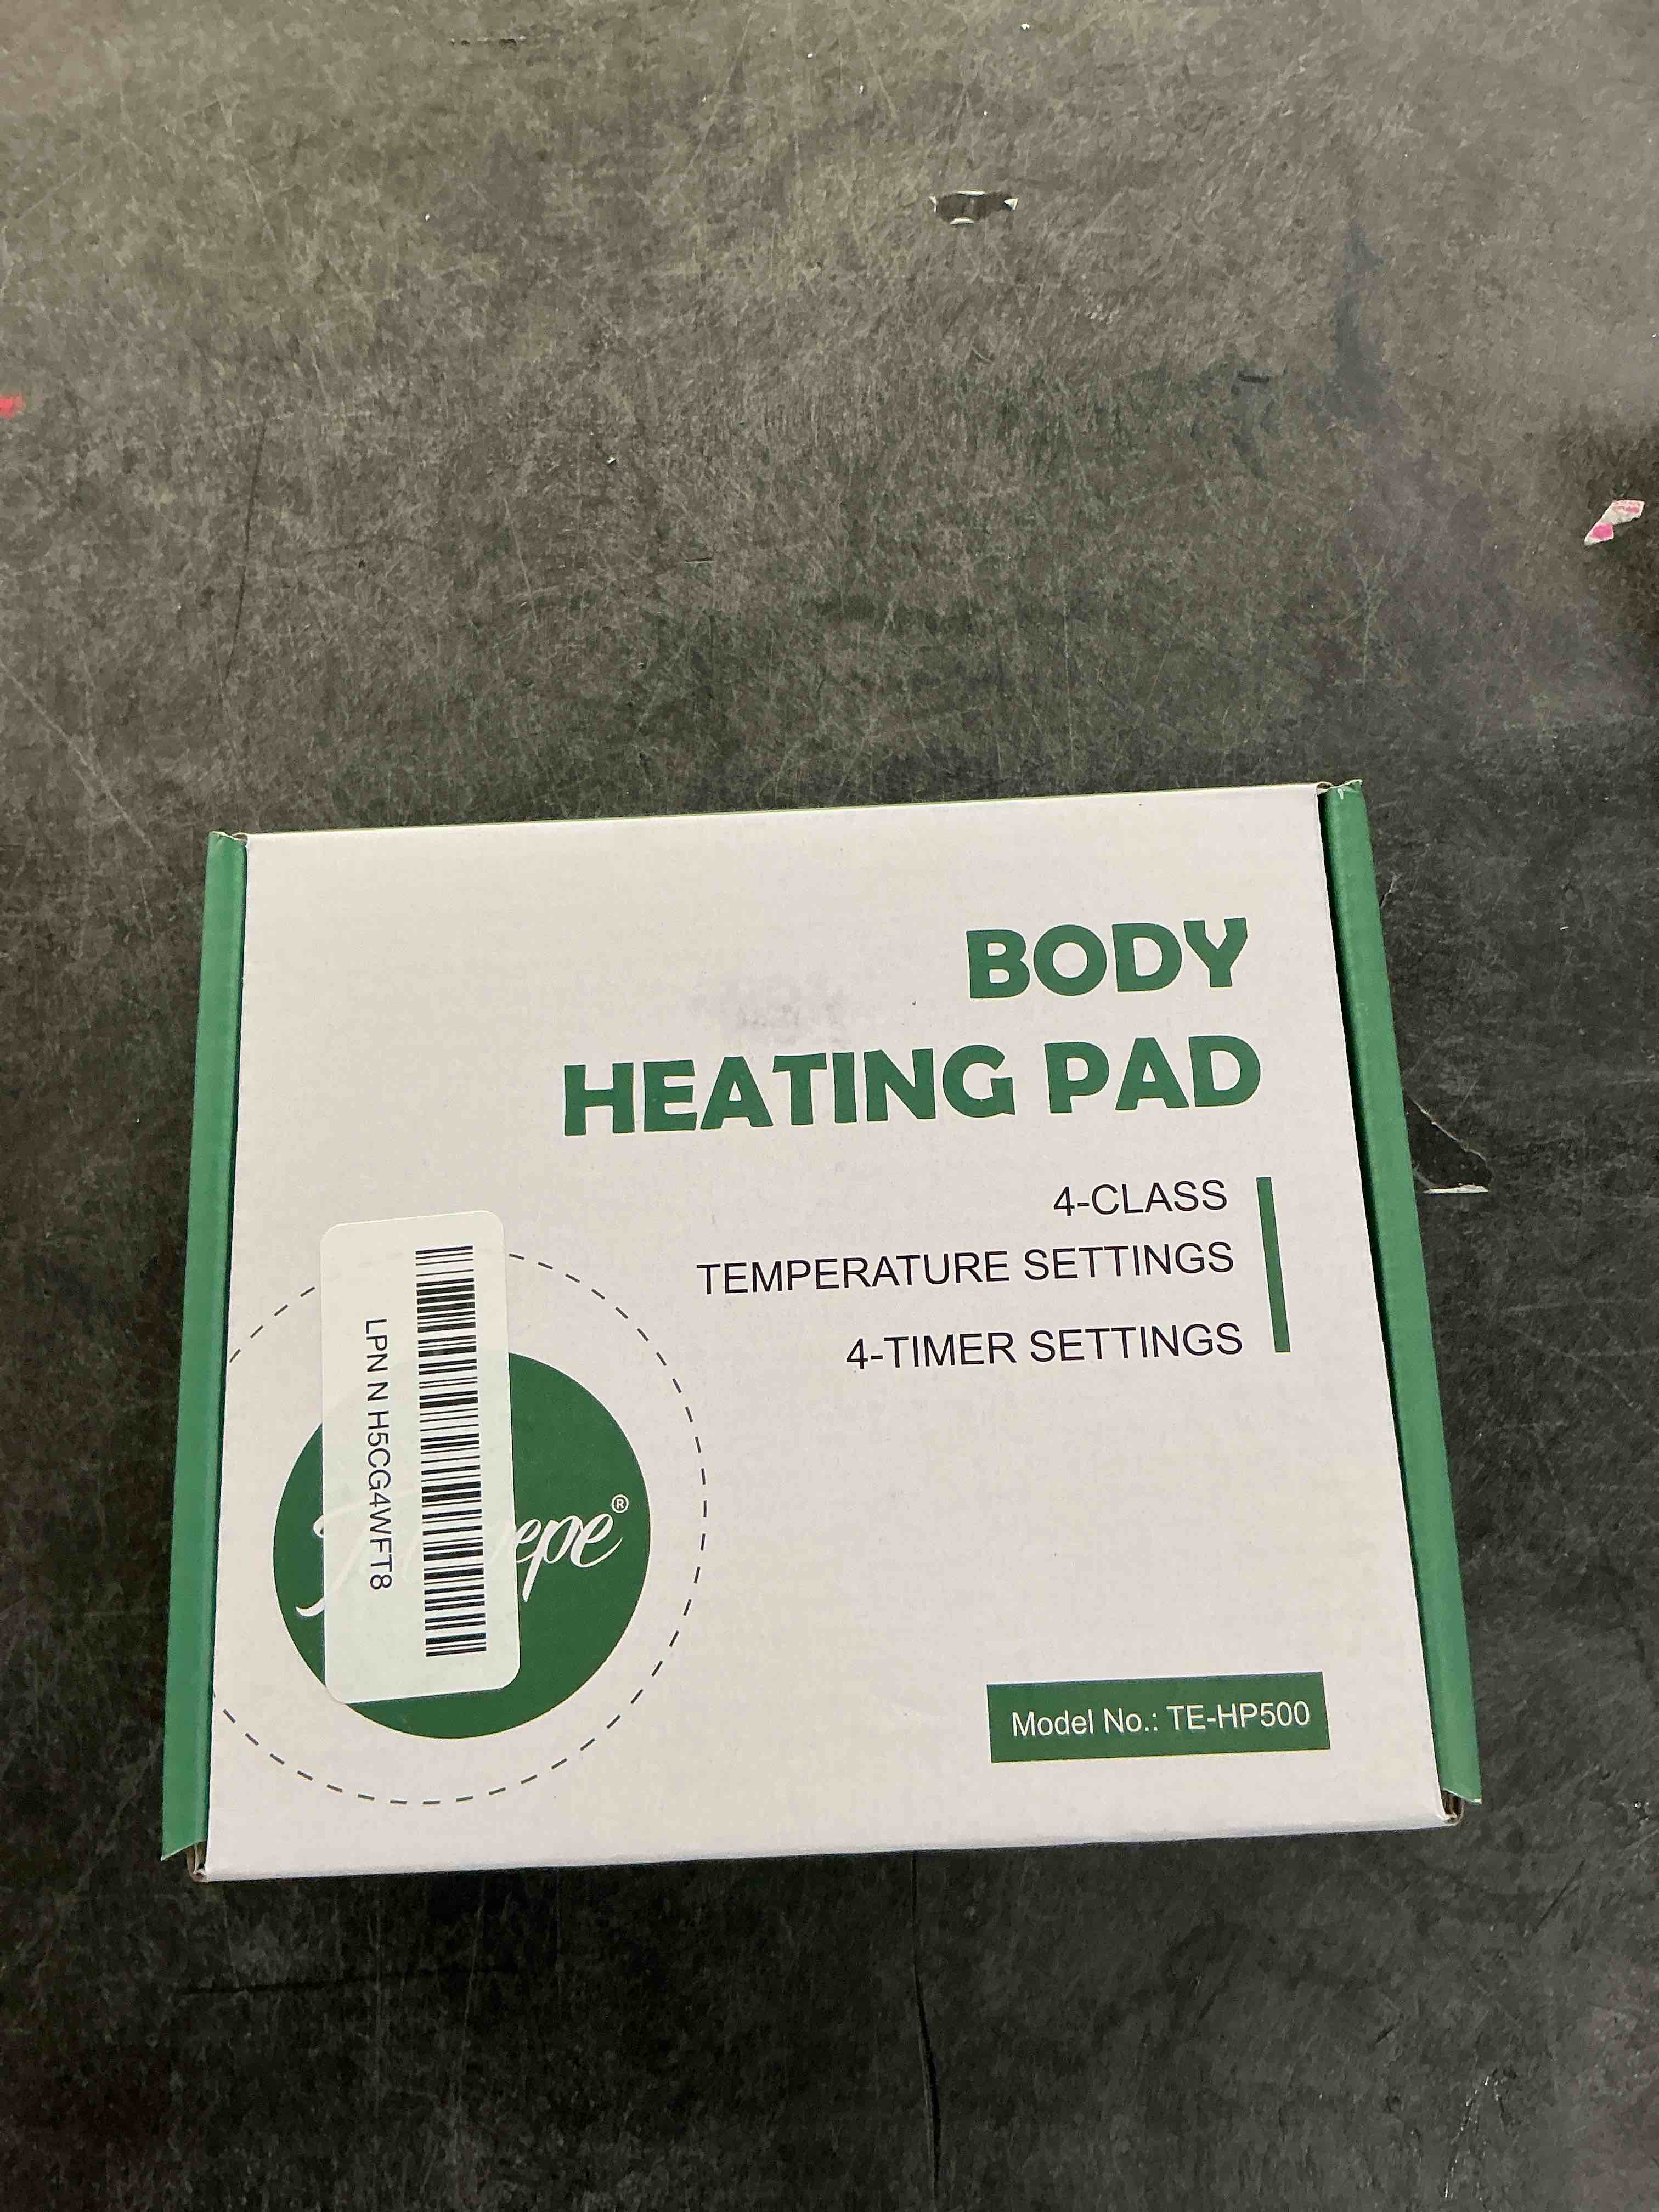 BODY
HEATING PAD
4-CLASS
TEMPERATURE SETTINGS
4-TIMER SETTINGS
LPN N H5CG4WFT8
®
Model No.: TE-HP500